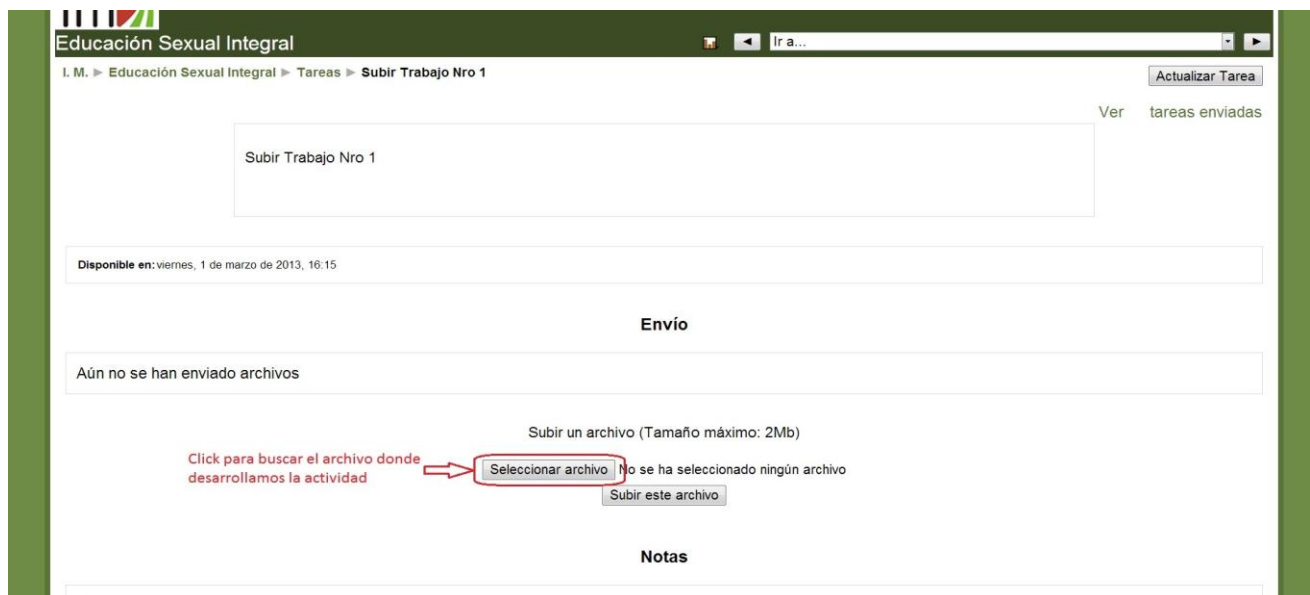 Educación Sexual Integral
Ir a...
I. M. ► Educación Sexual Integral ► Tareas ► Subir Trabajo Nro 1
Actualizar Tarea
Ver tareas enviadas
Subir Trabajo Nro 1
Disponible en: viernes, 1 de marzo de 2013, 16:15
Envío
Aún no se han enviado archivos
Subir un archivo (Tamaño máximo: 2Mb)
Click para buscar el archivo donde
desarrollamos la actividad
Seleccionar archivo No se ha seleccionado ningún archivo
Subir este archivo
Notas